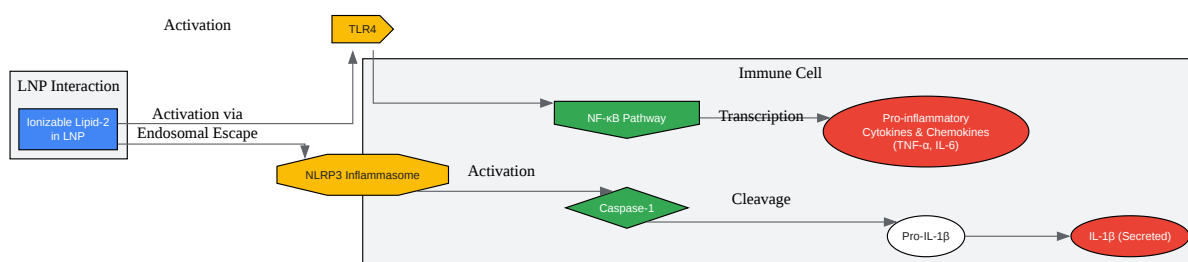 Activation
TLR4
LNP Interaction
Ionizable Lipid-2
in LNP
Activation via
Endosomal Escape
Immune Cell
NF-κB Pathway
Transcription
Pro-inflammatory
Cytokines & Chemokines
(TNF-α, IL-6)
NLRP3 Inflammasome
Activation
Caspase-1
Cleavage
Pro-IL-1β
IL-1β (Secreted)